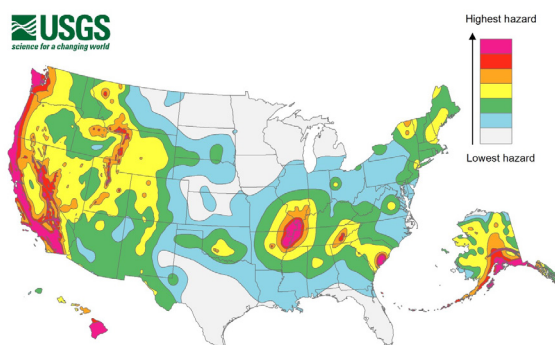 USGS
science for a changing world
Highest hazard
Lowest hazard